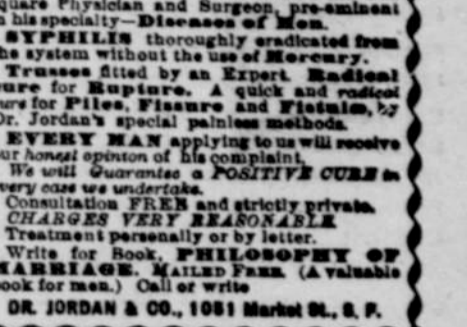 quare Physician and Surgeon, pre-eminent
n his specialty—Diseases of Men.
SYPHILIS thoroughly eradicated from
he system without the use of Mercury.
Trusses fitted by an Expert. Radical
ure for Rupture. A quick and radical
ure for Piles, Fissure and Fistula, by
Dr. Jordan's special painless methods.
EVERY MAN applying to us will receive
our honest opinion of his complaint.
We will Guarantee a POSITIVE CURE in
very case we undertake.
Consultation FREE and strictly private.
CHARGES VERY REASONABLE
Treatment personally or by letter.
Write for Book, PHILOSOPHY OF
MARRIAGE. MAILED FREE. (A valuable
ook for men.) Call or write
DR. JORDAN & CO., 1051 Market St., S. F.